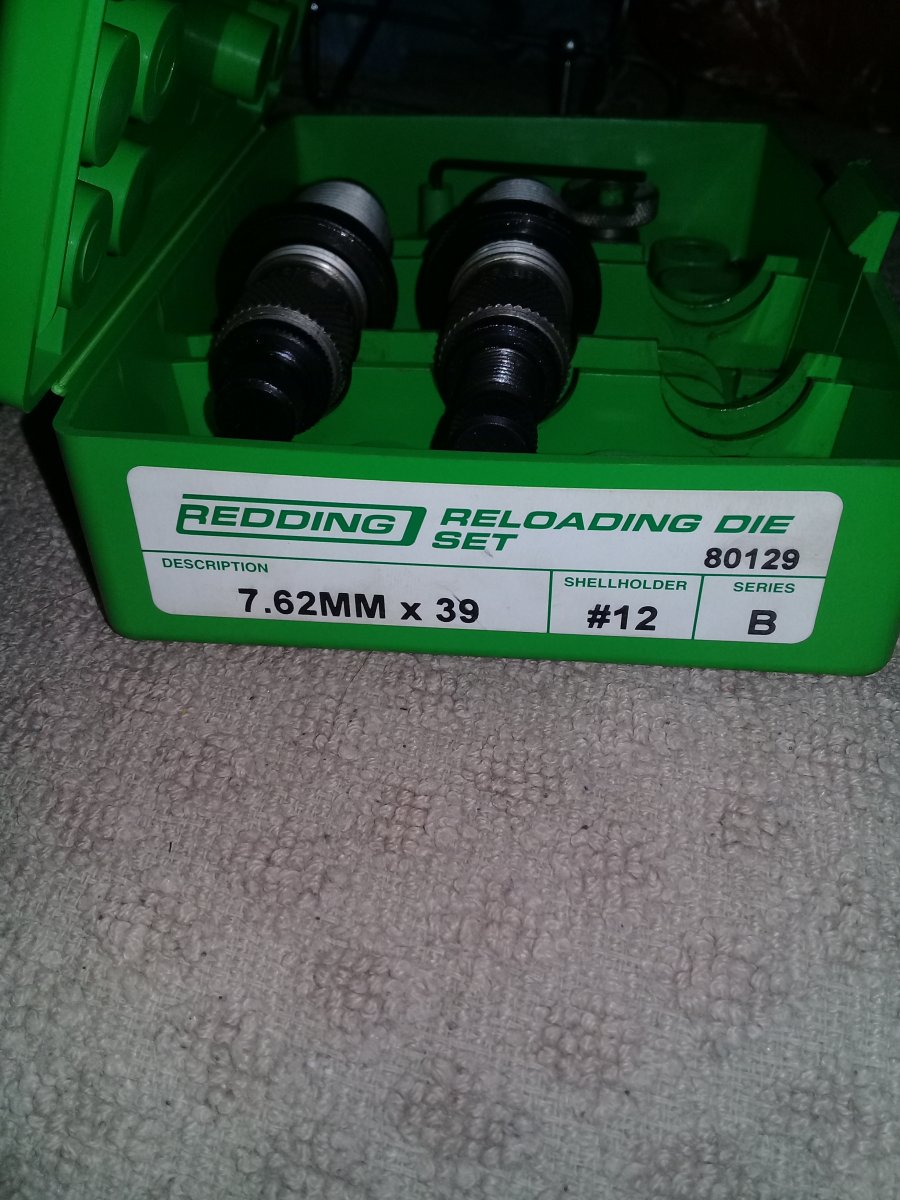 REDDING RELOADING DIE
SET
80129
DESCRIPTION
7.62MM x 39
SHELLHOLDER
#12
SERIES
B